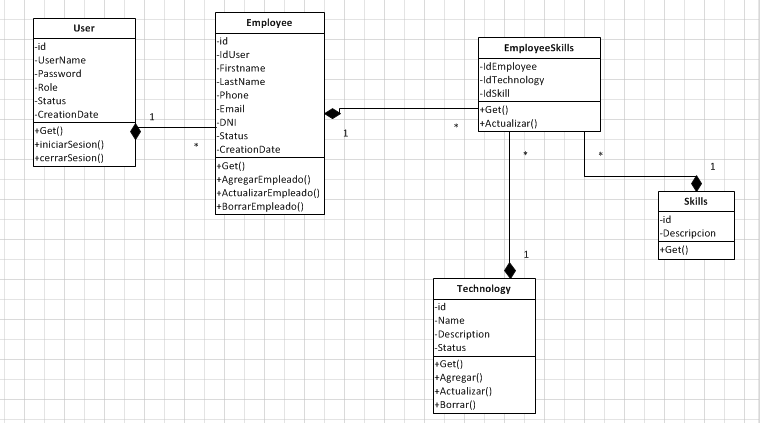 User
-id
-UserName
-Password
-Role
-Status
-CreationDate
+Get()
+iniciarSesion()
+cerrarSesion()
1
*
Employee
-id
-IdUser
-Firstname
-LastName
-Phone
-Email
-DNI
-Status
-CreationDate
+Get()
+AgregarEmpleado()
+ActualizarEmpleado()
+BorrarEmpleado()
1
*
EmployeeSkills
-IdEmployee
-IdTechnology
-IdSkill
+Get()
+Actualizar()
*
*
1
Skills
-id
-Descripcion
+Get()
1
Technology
-id
-Name
-Description
-Status
+Get()
+Agregar()
+Actualizar()
+Borrar()